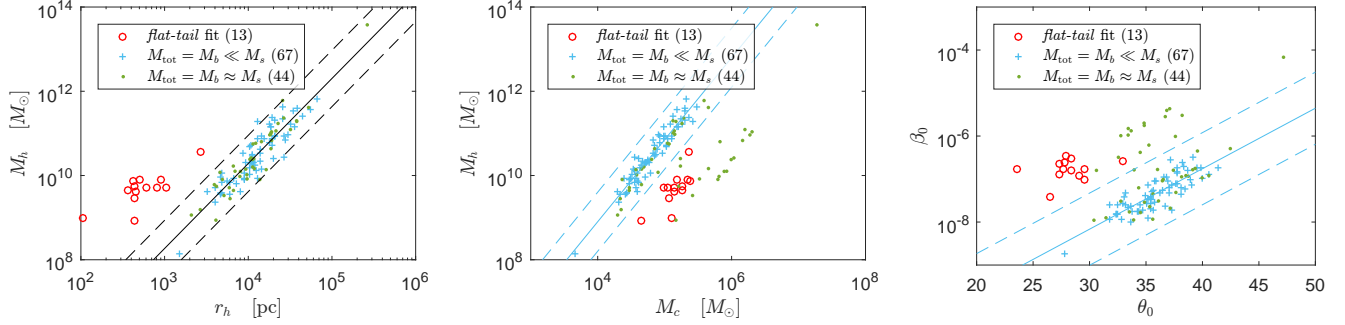 10^14
10^12
10^10
10^8
M_h [M_⊙]
flat-tail fit (13)
M_tot = M_b ≪ M_s (67)
M_tot = M_b ≈ M_s (44)
10^2 10^3 10^4 10^5 10^6
r_h [pc]
10^14
10^12
10^10
10^8
M_h [M_⊙]
flat-tail fit (13)
M_tot = M_b ≪ M_s (67)
M_tot = M_b ≈ M_s (44)
10^4 10^6 10^8
M_c [M_⊙]
10^-4
10^-6
10^-8
β_0
flat-tail fit (13)
M_tot = M_b ≪ M_s (67)
M_tot = M_b ≈ M_s (44)
20 25 30 35 40 45 50
θ_0